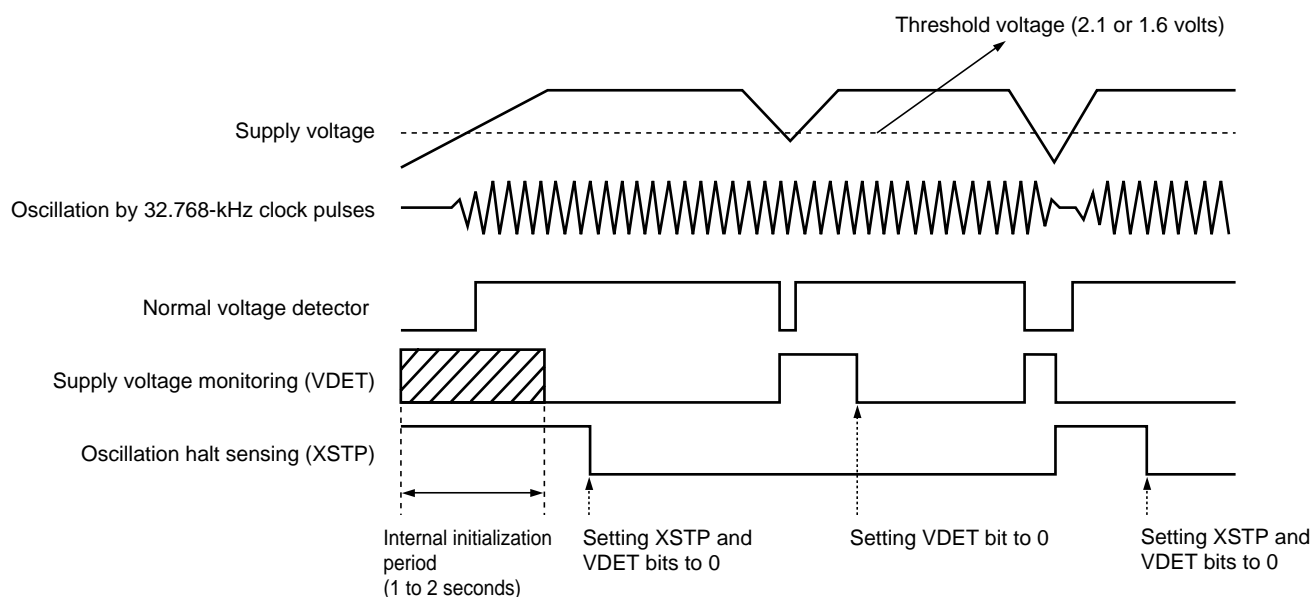 Threshold voltage (2.1 or 1.6 volts)
Supply voltage
Oscillation by 32.768-kHz clock pulses
Normal voltage detector
Supply voltage monitoring (VDET)
Oscillation halt sensing (XSTP)
Internal initialization
period
(1 to 2 seconds)
Setting XSTP and
VDET bits to 0
Setting VDET bit to 0
Setting XSTP and
VDET bits to 0